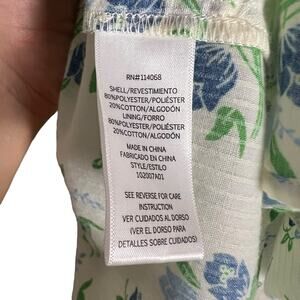 RN#114068
SHELL/REVESTIMIENTO
80%POLYESTER/POLIÉSTER
20%COTTON/ALGODÓN
LINING/FORRO
80%POLYESTER/POLIÉSTER
20%COTTON/ALGODÓN
MADE IN CHINA
FABRICADO EN CHINA
STYLE/ESTILO
102007A01
SEE REVERSE FOR CARE
INSTRUCTION
VER CUIDADOS AL DORSO
(VER EL DORSO PARA
DETALLES SOBRE CUIDADOS)